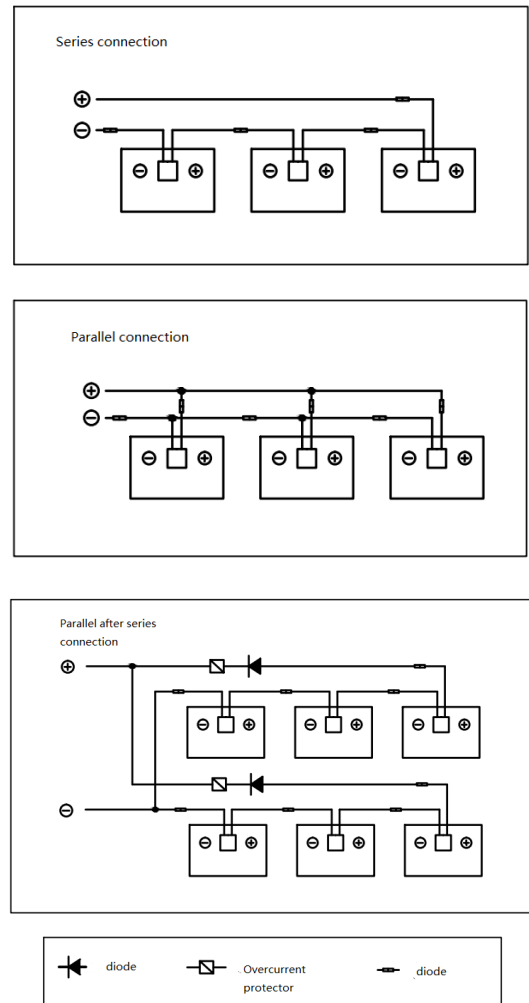 Series connection
⊕
⊖
⊖ ⊕ ⊖ ⊕ ⊖ ⊕
Parallel connection
⊕
⊖
⊖ ⊕ ⊖ ⊕ ⊖ ⊕
Parallel after series
connection
⊕
⊖ ⊕ ⊖ ⊕ ⊖ ⊕
⊖
⊖ ⊕ ⊖ ⊕ ⊖ ⊕
diode
Overcurrent
protector
diode